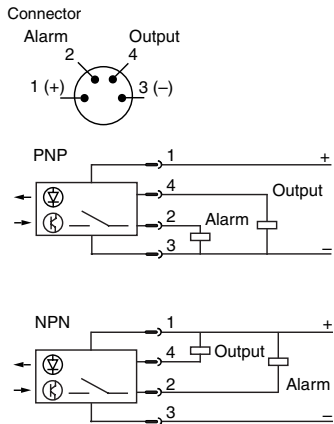 Connector
Alarm Output
2 4
1 (+) 3 (–)
PNP
1 +
4
Output
2 Alarm
3 –
NPN
1 +
4 Output
2 Alarm
3 –